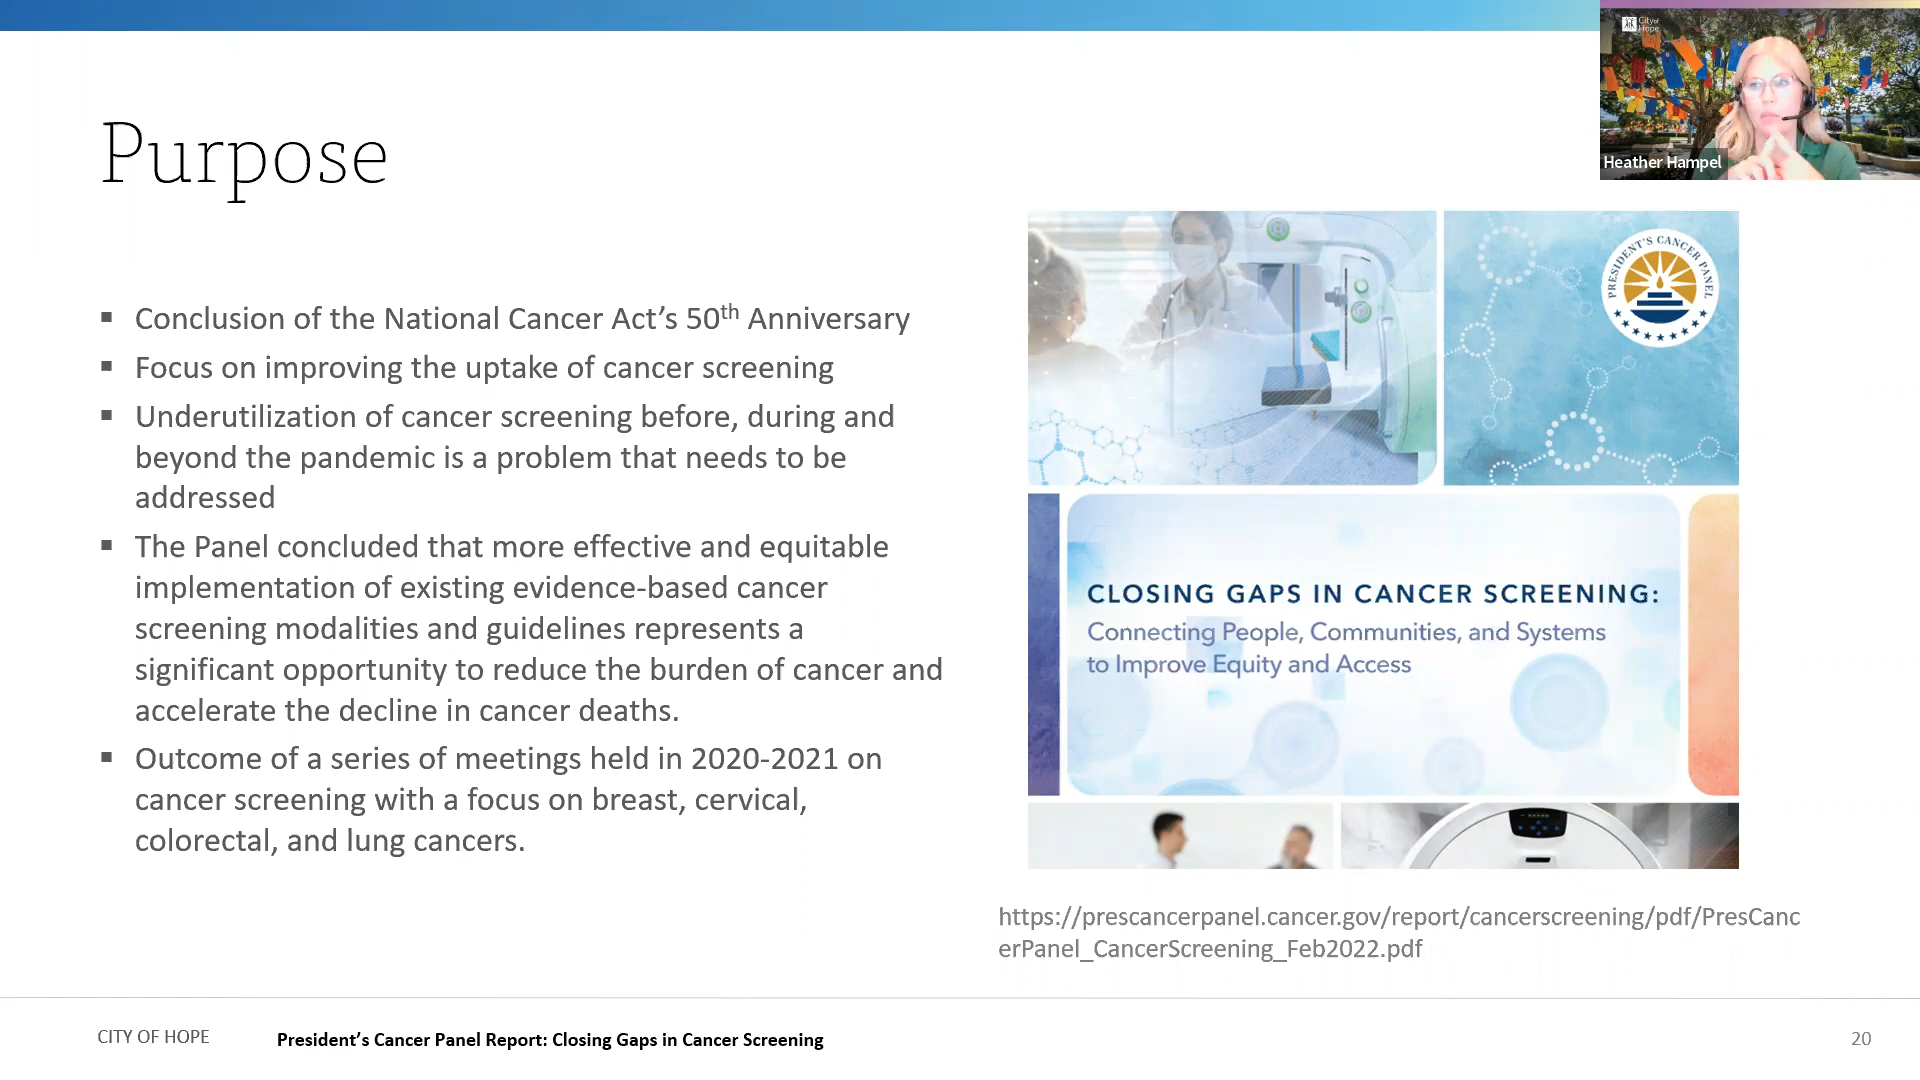 City of
Hope
Heather Hampel
Purpose
▪ Conclusion of the National Cancer Act’s 50th Anniversary
▪ Focus on improving the uptake of cancer screening
▪ Underutilization of cancer screening before, during and
beyond the pandemic is a problem that needs to be
addressed
▪ The Panel concluded that more effective and equitable
implementation of existing evidence-based cancer
screening modalities and guidelines represents a
significant opportunity to reduce the burden of cancer and
accelerate the decline in cancer deaths.
▪ Outcome of a series of meetings held in 2020-2021 on
cancer screening with a focus on breast, cervical,
colorectal, and lung cancers.
PRESIDENT'S CANCER PANEL
CLOSING GAPS IN CANCER SCREENING:
Connecting People, Communities, and Systems
to Improve Equity and Access
https://prescancerpanel.cancer.gov/report/cancerscreening/pdf/PresCanc
erPanel_CancerScreening_Feb2022.pdf
CITY OF HOPE
President’s Cancer Panel Report: Closing Gaps in Cancer Screening
20